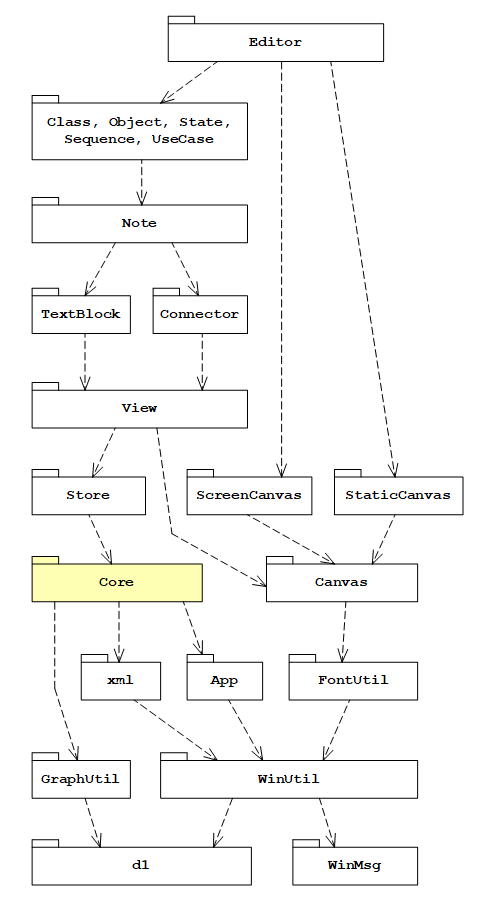 Editor
Class, Object, State,
Sequence, UseCase
Note
TextBlock
Connector
View
Store
ScreenCanvas
StaticCanvas
Core
Canvas
xml
App
FontUtil
GraphUtil
WinUtil
d1
WinMsg